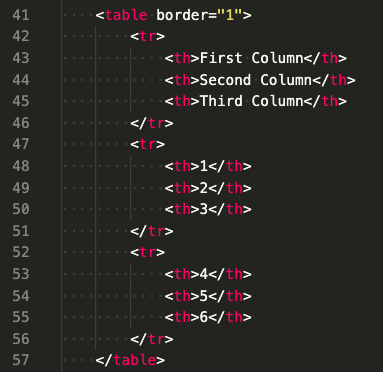 41 <table border="1">
42 <tr>
43 <th>First Column</th>
44 <th>Second Column</th>
45 <th>Third Column</th>
46 </tr>
47 <tr>
48 <th>1</th>
49 <th>2</th>
50 <th>3</th>
51 </tr>
52 <tr>
53 <th>4</th>
54 <th>5</th>
55 <th>6</th>
56 </tr>
57 </table>